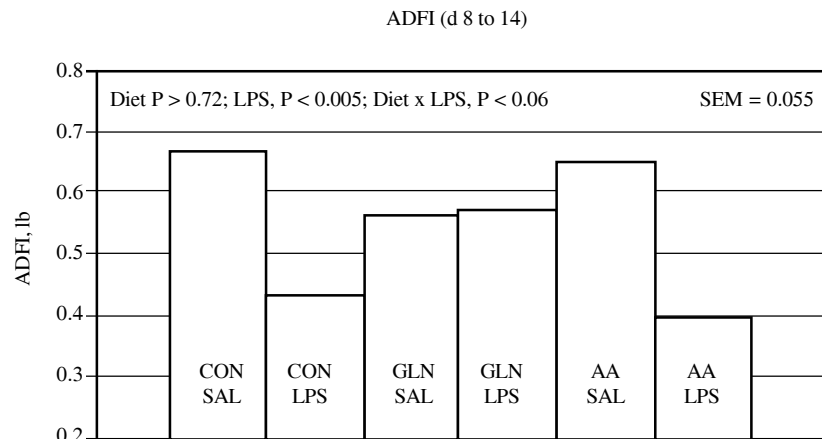 ADFI (d 8 to 14)
0.8
Diet P > 0.72; LPS, P < 0.005; Diet x LPS, P < 0.06
SEM = 0.055
0.7
0.6
0.5
0.4
0.3
0.2
ADFI, lb
CON
SAL
CON
LPS
GLN
SAL
GLN
LPS
AA
SAL
AA
LPS